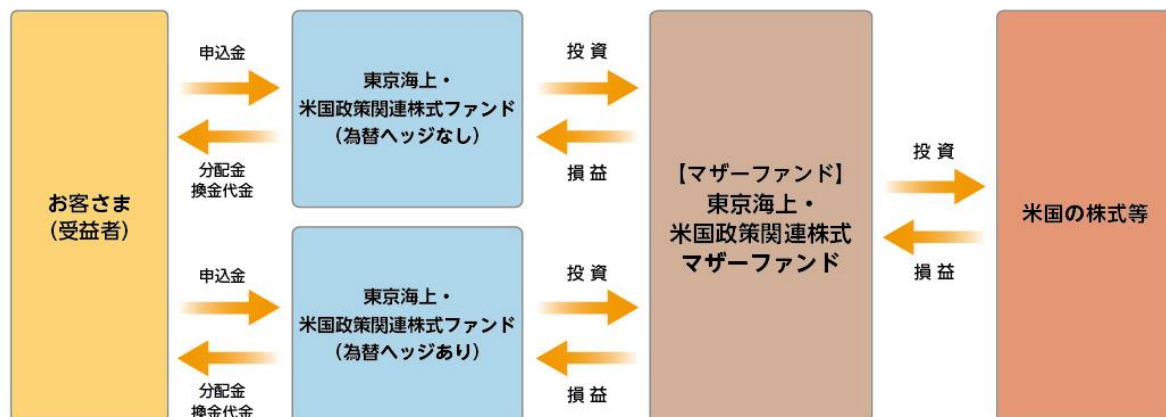 お客さま
(受益者)
申込金
分配金
換金代金
申込金
分配金
換金代金
東京海上・
米国政策関連株式ファンド
(為替ヘッジなし)
東京海上・
米国政策関連株式ファンド
(為替ヘッジあり)
投 資
損 益
投 資
損 益
【マザーファンド】
東京海上・
米国政策関連株式
マザーファンド
投 資
損 益
米国の株式等